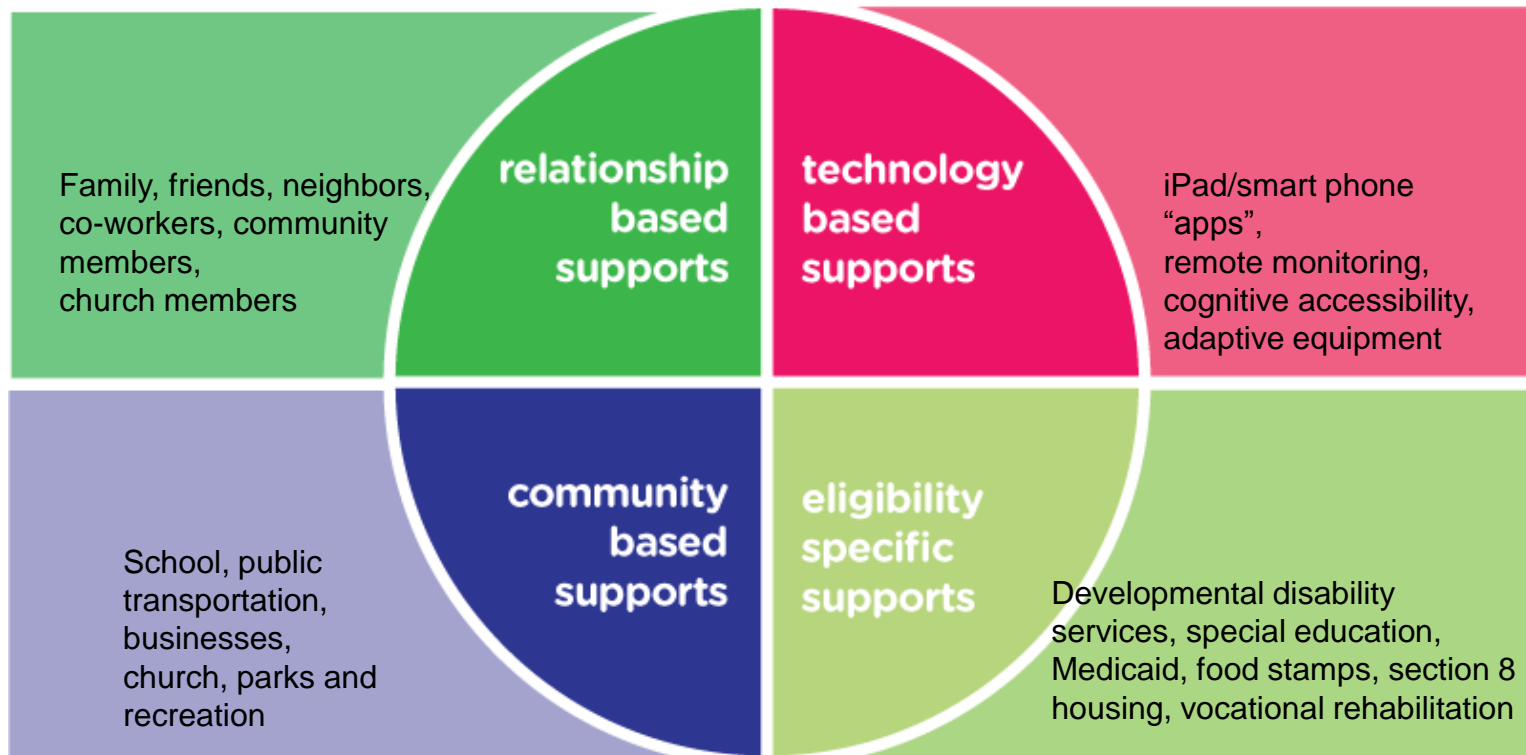 Family, friends, neighbors,
co-workers, community
members,
church members
relationship
based
supports
technology
based
supports
iPad/smart phone
“apps”,
remote monitoring,
cognitive accessibility,
adaptive equipment
School, public
transportation,
businesses,
church, parks and
recreation
community
based
supports
eligibility
specific
supports
Developmental disability
services, special education,
Medicaid, food stamps, section 8
housing, vocational rehabilitation